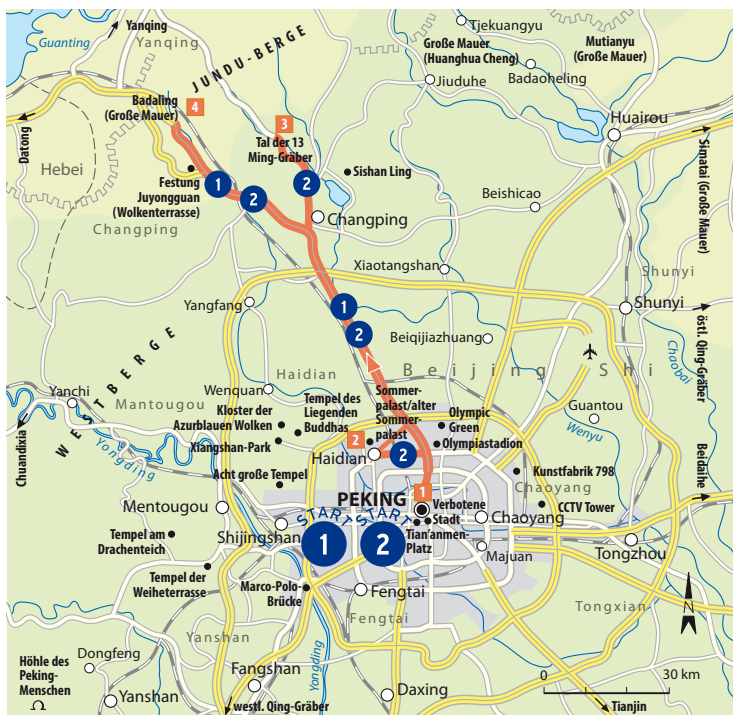 Yanqing
Guanting
Yanqing
JUNDU-BERGE
Tjekuangyu
Große Mauer
(Huanghua Cheng)
Mutianyu
(Große Mauer)
Badaoheling
Jiuduhe
Badaling
(Große Mauer)
4
3
Huairou
Datong
Tal der 13
Ming-Gräber
Simatai (Große Mauer)
Hebei
Sishan Ling
Festung
Juyongguan
(Wolkenterrasse)
1
2
2
Beishicao
Changping
Changping
Xiaotangshan
Shunyi
Yangfang
1
Shunyi
2
Beiqijiazhuang
östl. Qing-Gräber
Chaobai
WESTBERGE
Haidian
Beijing Shi
Yanchi
Mantougou
Wenquan
Sommer-
palast/alter
Sommer-
palast
Tempel des
Liegenden
Buddhas
Kloster der
Azurblauen Wolken
Olympic
Green
Guantou
Wenyu
Chuandixia
Yongding
Xiangshan-Park
2
Olympiastadion
Haidian
2
Beidaihe
Acht große Tempel
Kunstfabrik 798
Chaoyang
PEKING
1
CCTV Tower
Mentougou
Verbotene
Stadt
Chaoyang
START
1
START
2
Shijingshan
Tian'anmen-
Platz
Tempel am
Drachenteich
Majuan
Tongzhou
Tempel der
Weiheterrasse
Marco-Polo-
Brücke
Fengtai
Fengtai
Tongxian
Yanshan
Dongfeng
Höhle des
Peking-
Menschen
Fangshan
Yongding
0
30 km
Yanshan
westl. Qing-Gräber
Daxing
Tianjin
N